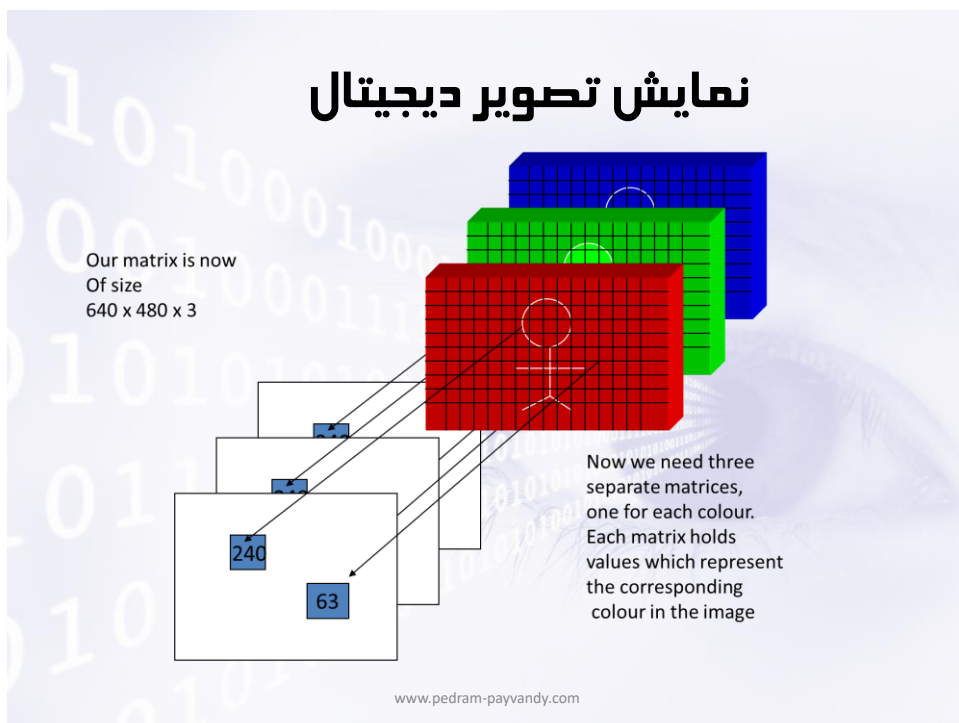 نمایش تصویر دیجیتال
Our matrix is now
Of size
640 x 480 x 3
240
63
Now we need three
separate matrices,
one for each colour.
Each matrix holds
values which represent
the corresponding
colour in the image
www.pedram-payvandy.com